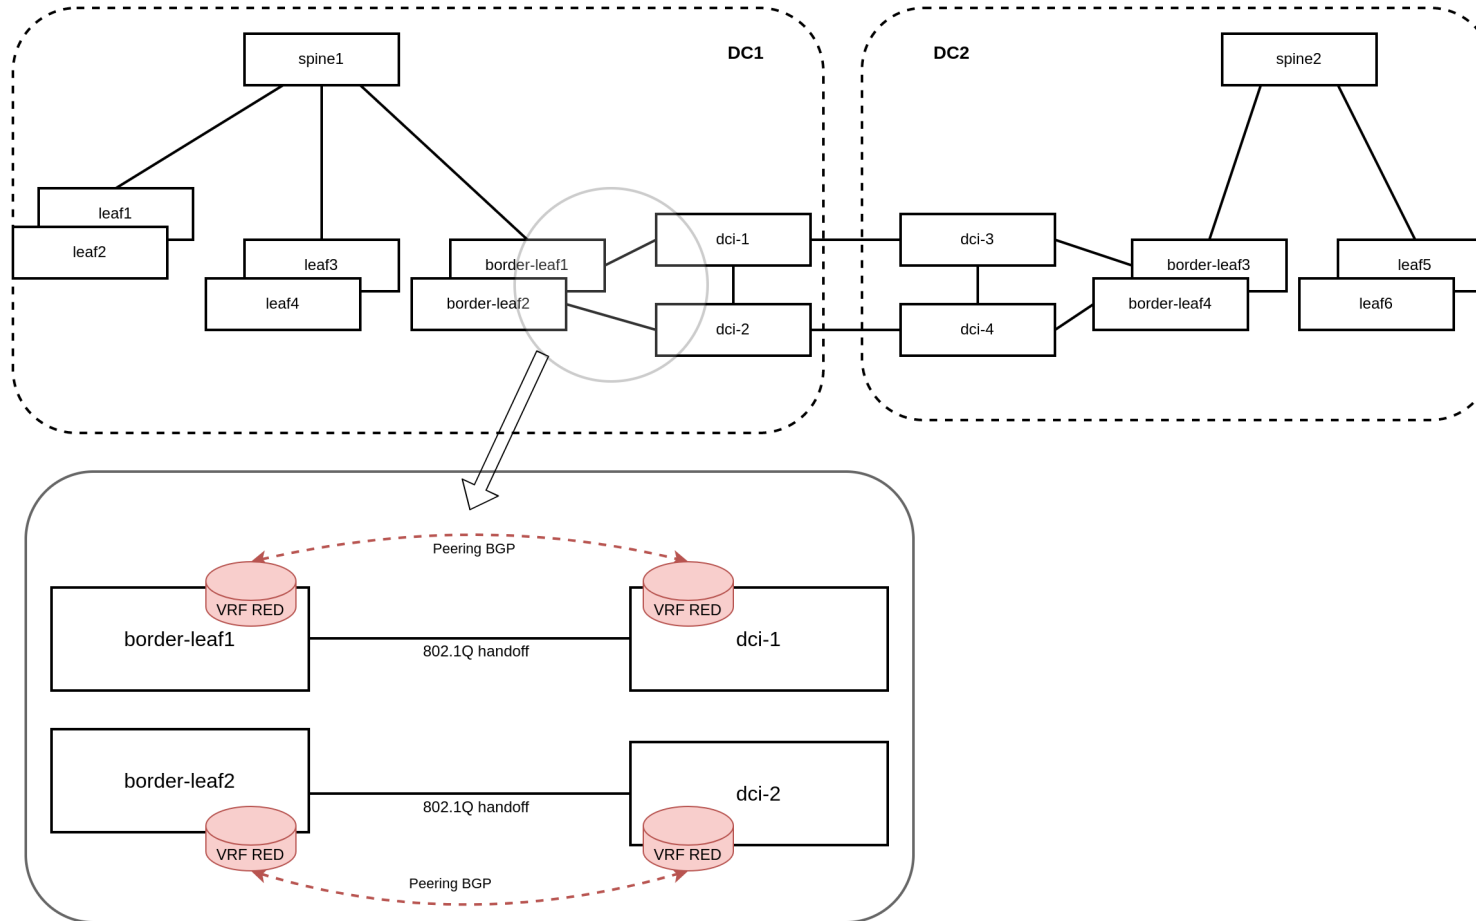 spine1
DC1
DC2
spine2
leaf1
leaf2
leaf3
leaf4
border-leaf1
border-leaf2
dci-1
dci-2
dci-3
dci-4
border-leaf3
border-leaf4
leaf5
leaf6
Peering BGP
VRF RED
VRF RED
border-leaf1
802.1Q handoff
dci-1
border-leaf2
802.1Q handoff
dci-2
VRF RED
VRF RED
Peering BGP